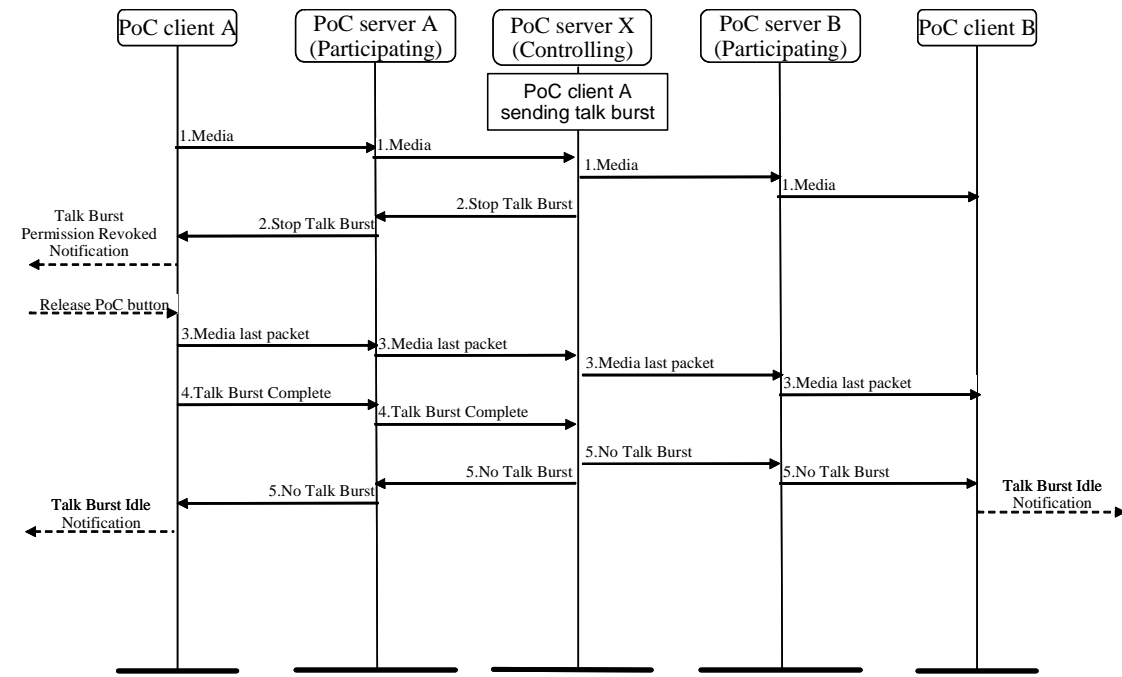 PoC client A
PoC server A
(Participating)
PoC server X
(Controlling)
PoC server B
(Participating)
PoC client B
PoC client A
sending talk burst
1.Media
1.Media
1.Media
1.Media
2.Stop Talk Burst
2.Stop Talk Burst
Talk Burst
Permission Revoked
Notification
Release PoC button
3.Media last packet
3.Media last packet
3.Media last packet
3.Media last packet
4.Talk Burst Complete
4.Talk Burst Complete
5.No Talk Burst
5.No Talk Burst
5.No Talk Burst
5.No Talk Burst
Talk Burst Idle
Notification
Talk Burst Idle
Notification